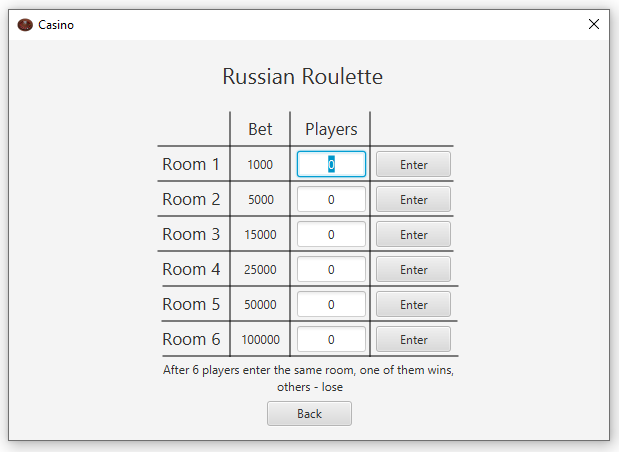 Casino
Russian Roulette
Bet Players
Room 1 1000 0 Enter
Room 2 5000 0 Enter
Room 3 15000 0 Enter
Room 4 25000 0 Enter
Room 5 50000 0 Enter
Room 6 100000 0 Enter
After 6 players enter the same room, one of them wins,
others - lose
Back